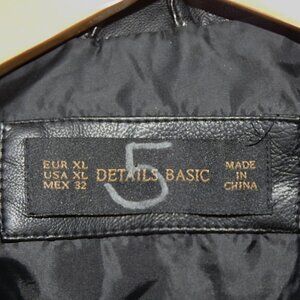 EUR XL
USA XL
MEX 32
DETAILS BASIC
MADE
IN
CHINA
5